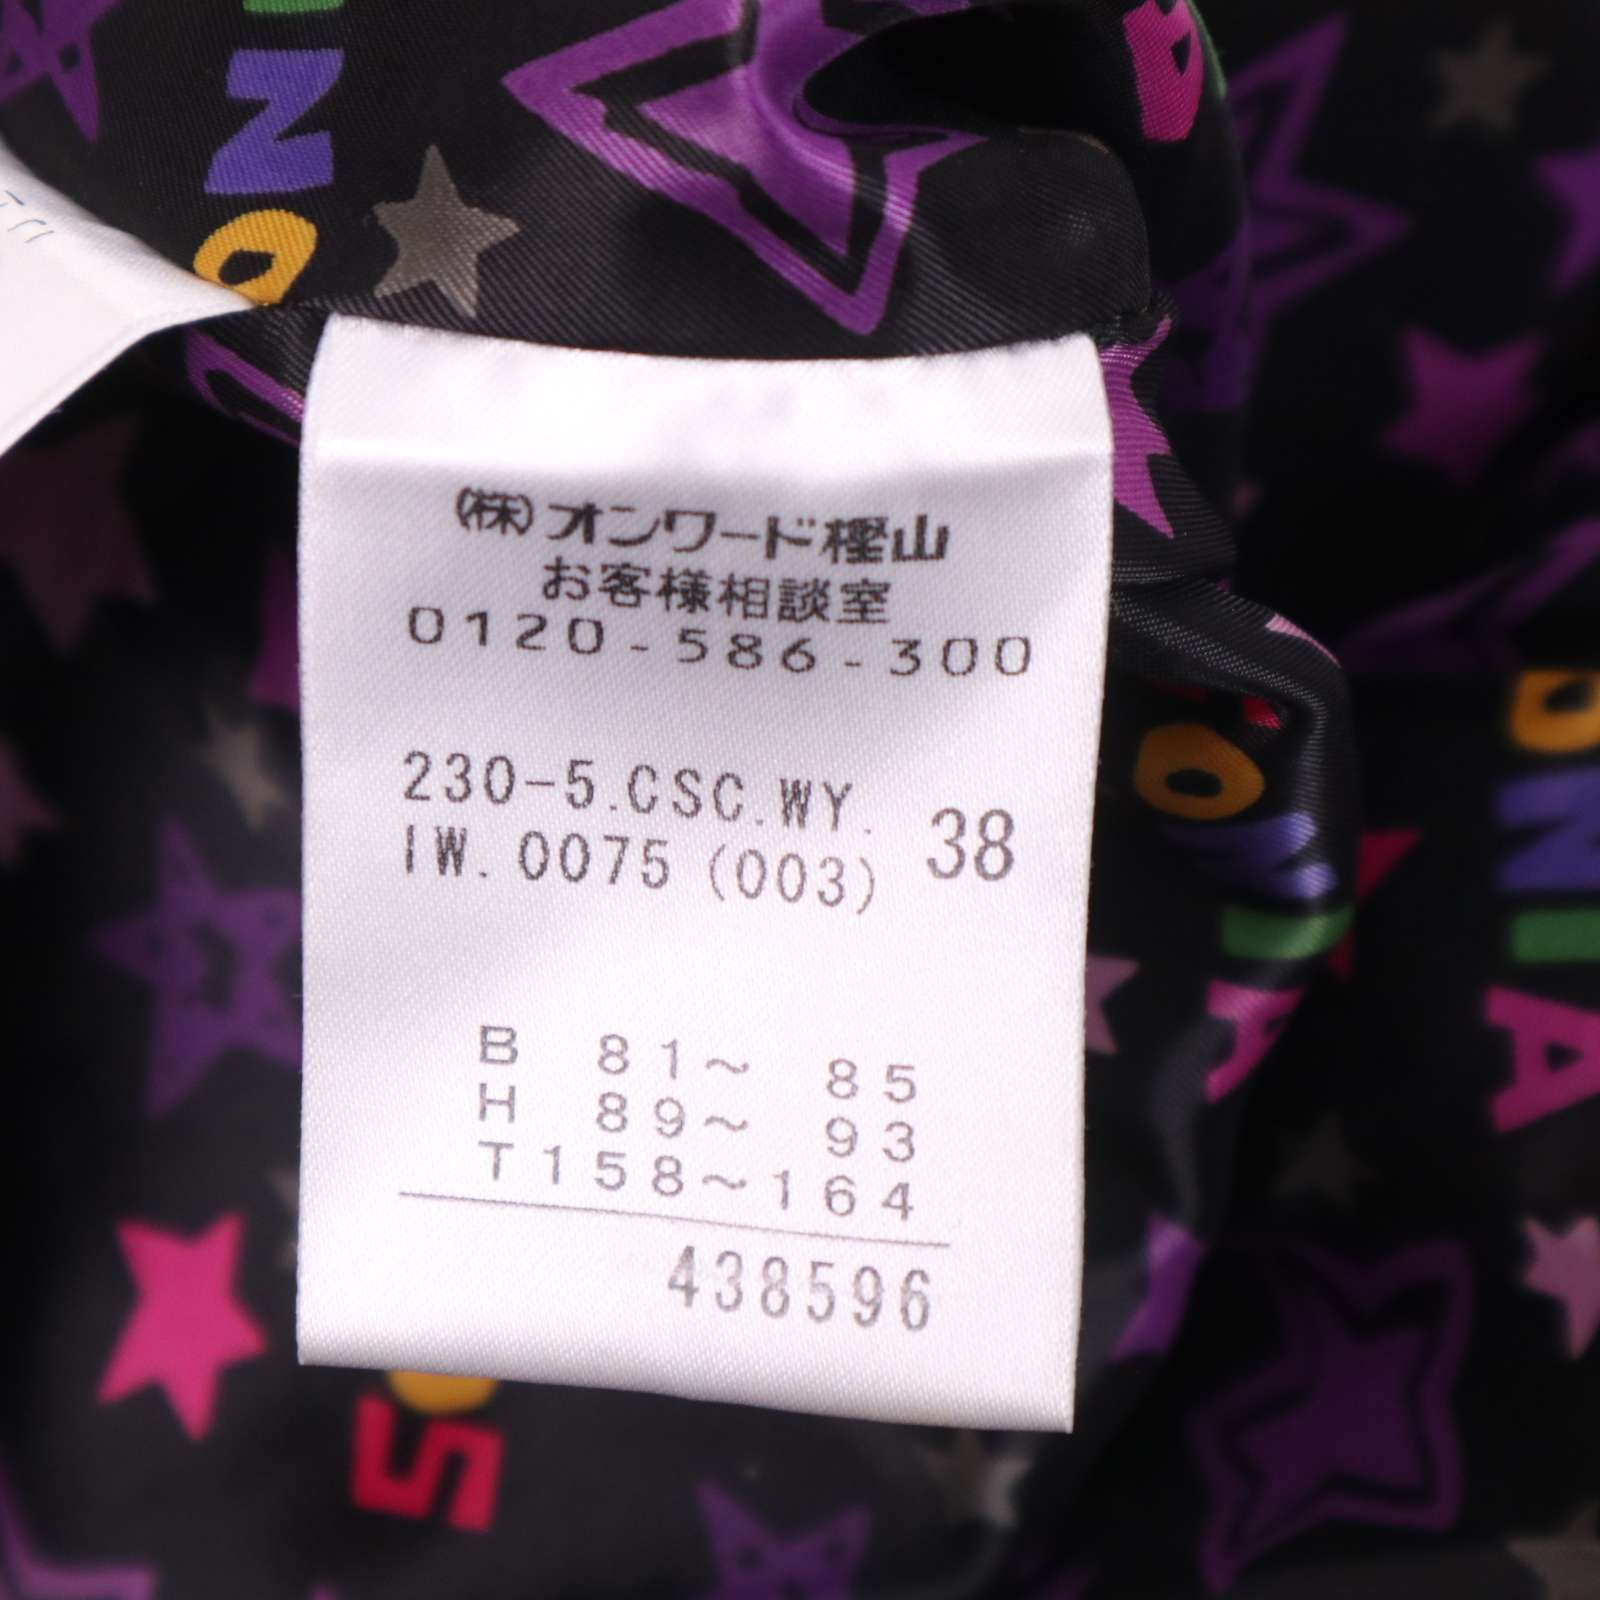 (株)オンワード樫山
お客様相談室
0120-586-300
230-5.CSC.WY.
IW.0075(003) 38
B 81～ 85
H 89～ 93
T158～164
438596